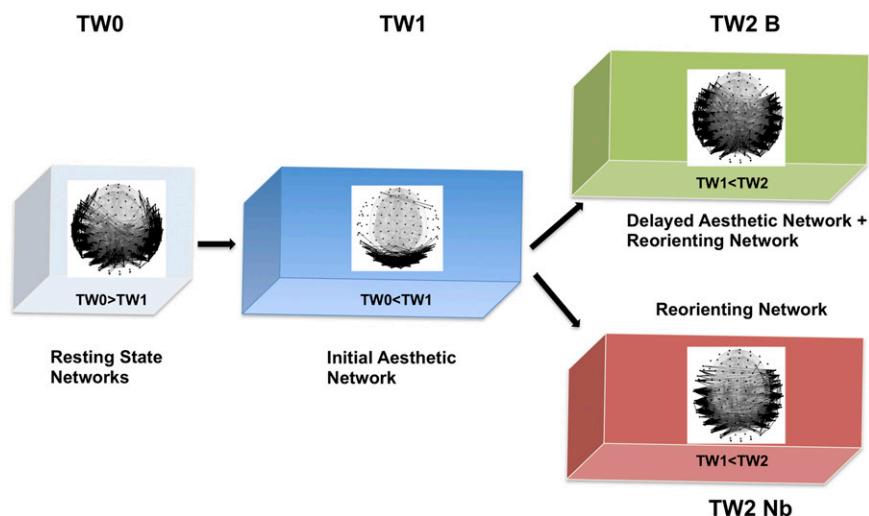 TW0
TW1
TW2 B
TW0>TW1
TW0<TW1
TW1<TW2
Resting State
Networks
Initial Aesthetic
Network
Delayed Aesthetic Network +
Reorienting Network
Reorienting Network
TW1<TW2
TW2 Nb